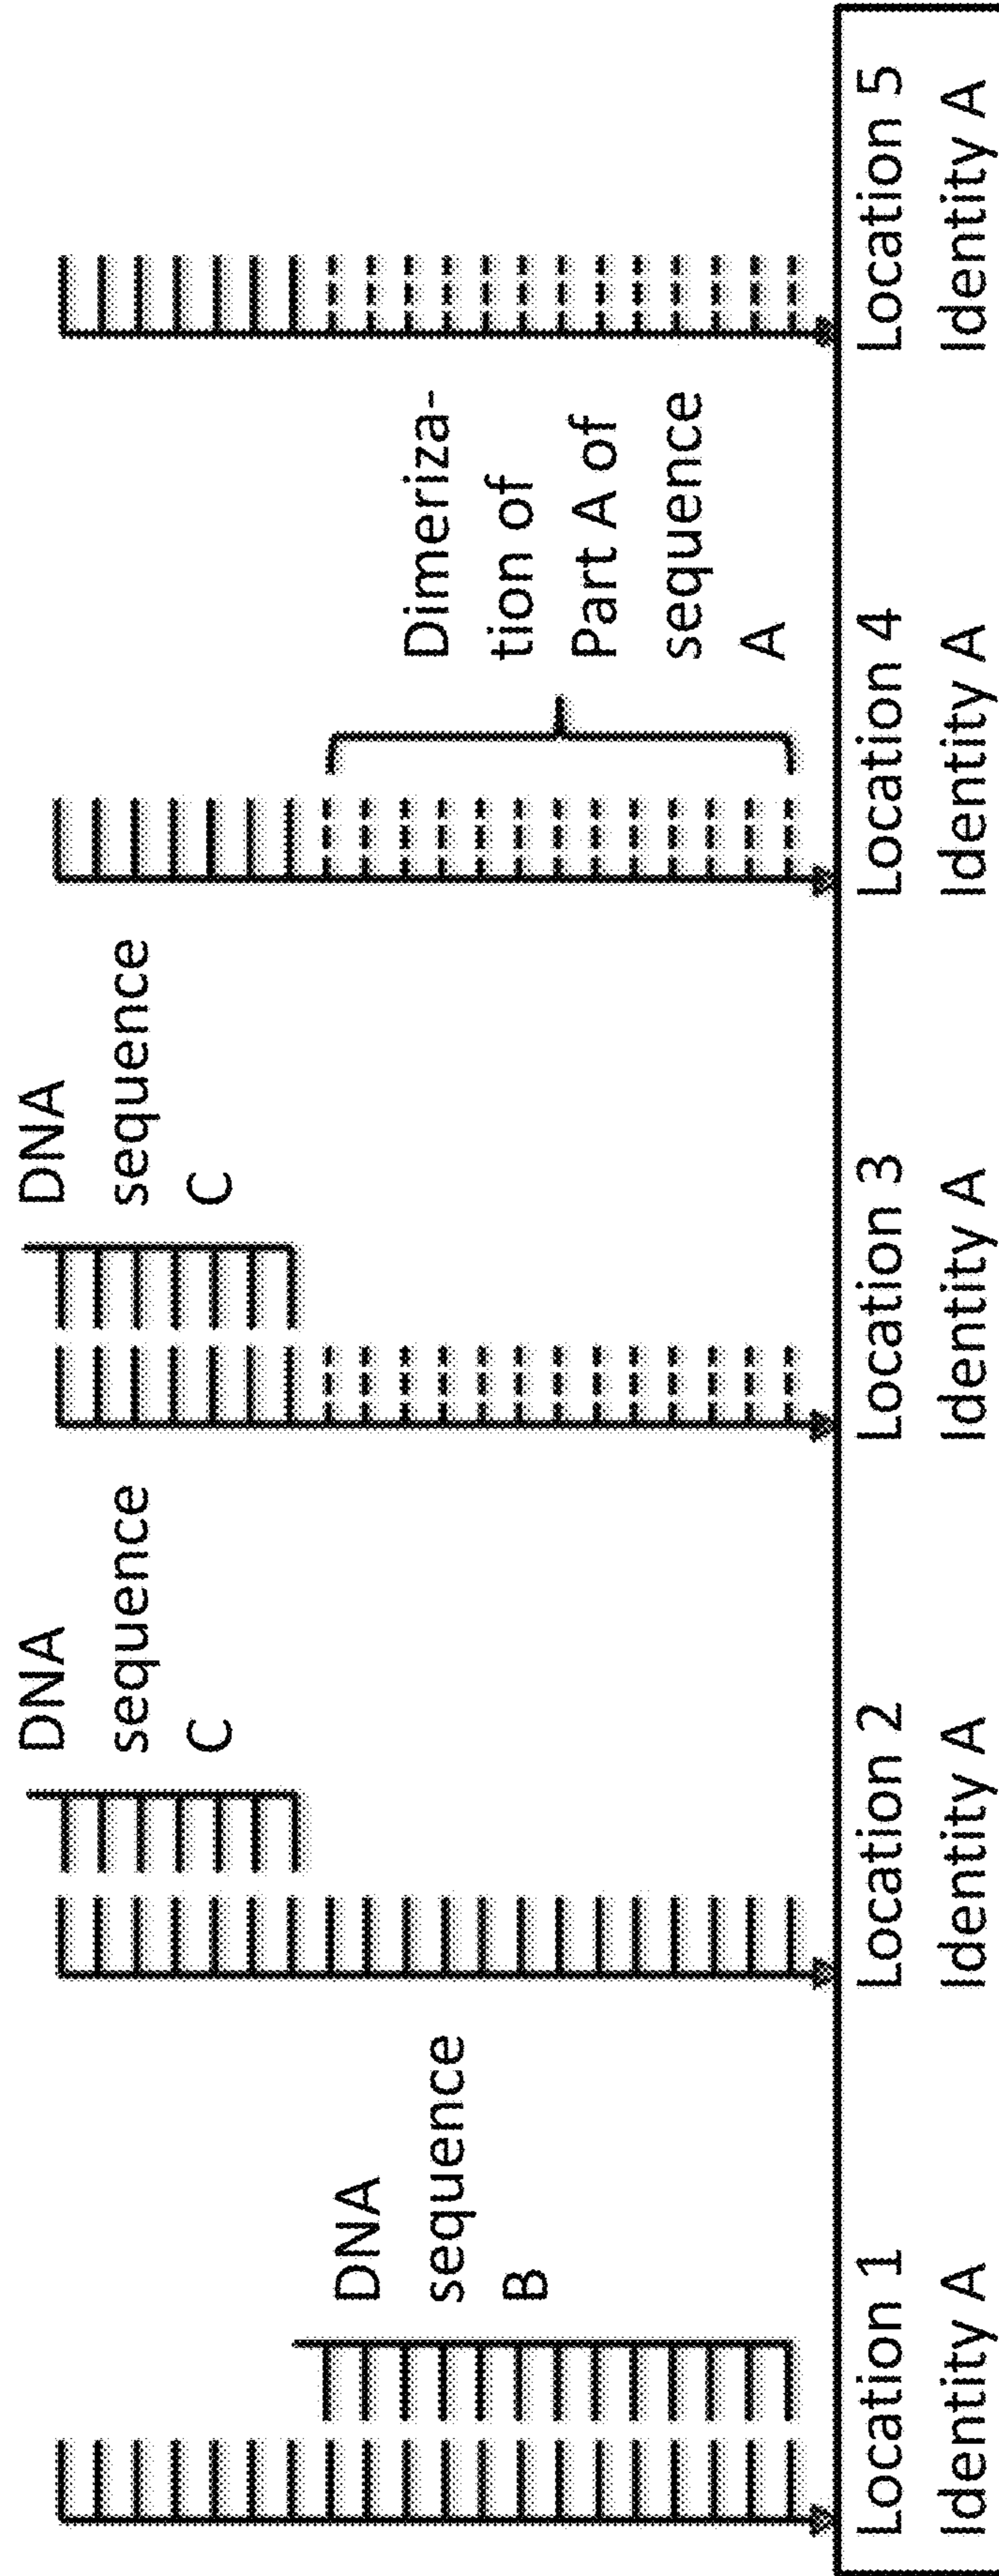 DNA
sequence
B
DNA
sequence
C
DNA
sequence
C
Dimeriza-
tion of
Part A of
sequence
A
Location 1
Identity A
Location 2
Identity A
Location 3
Identity A
Location 4
Identity A
Location 5
Identity A